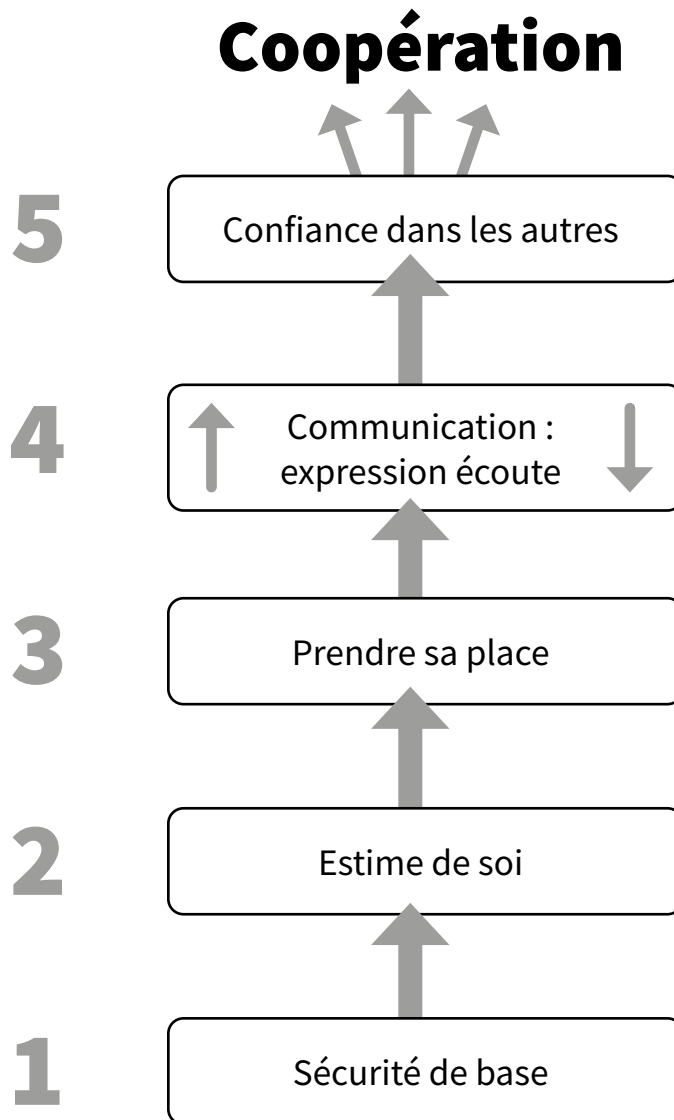 Coopération
5
Confiance dans les autres
4
Communication :
expression écoute
3
Prendre sa place
2
Estime de soi
1
Sécurité de base